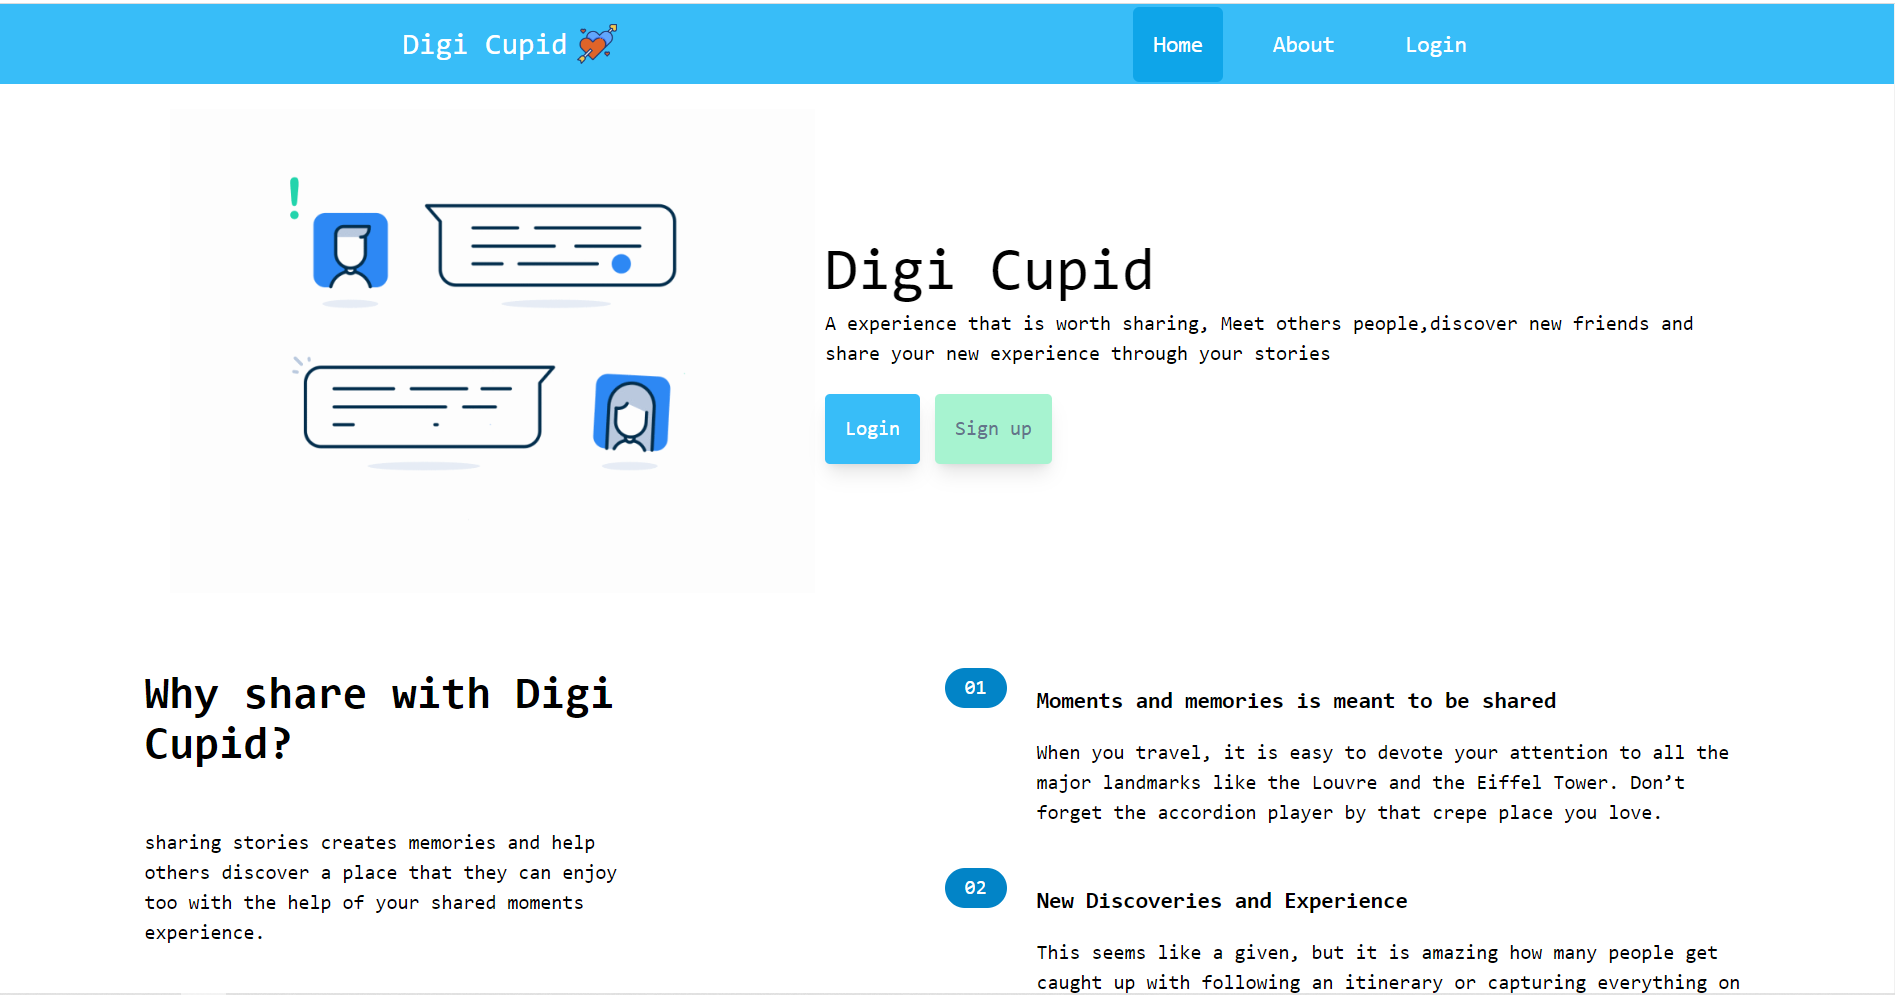 Digi Cupid
Home
About
Login
Digi Cupid
A experience that is worth sharing, Meet others people,discover new friends and
share your new experience through your stories
Login
Sign up
Why share with Digi
Cupid?
sharing stories creates memories and help
others discover a place that they can enjoy
too with the help of your shared moments
experience.
01
Moments and memories is meant to be shared
When you travel, it is easy to devote your attention to all the
major landmarks like the Louvre and the Eiffel Tower. Don’t
forget the accordion player by that crepe place you love.
02
New Discoveries and Experience
This seems like a given, but it is amazing how many people get
caught up with following an itinerary or capturing everything on